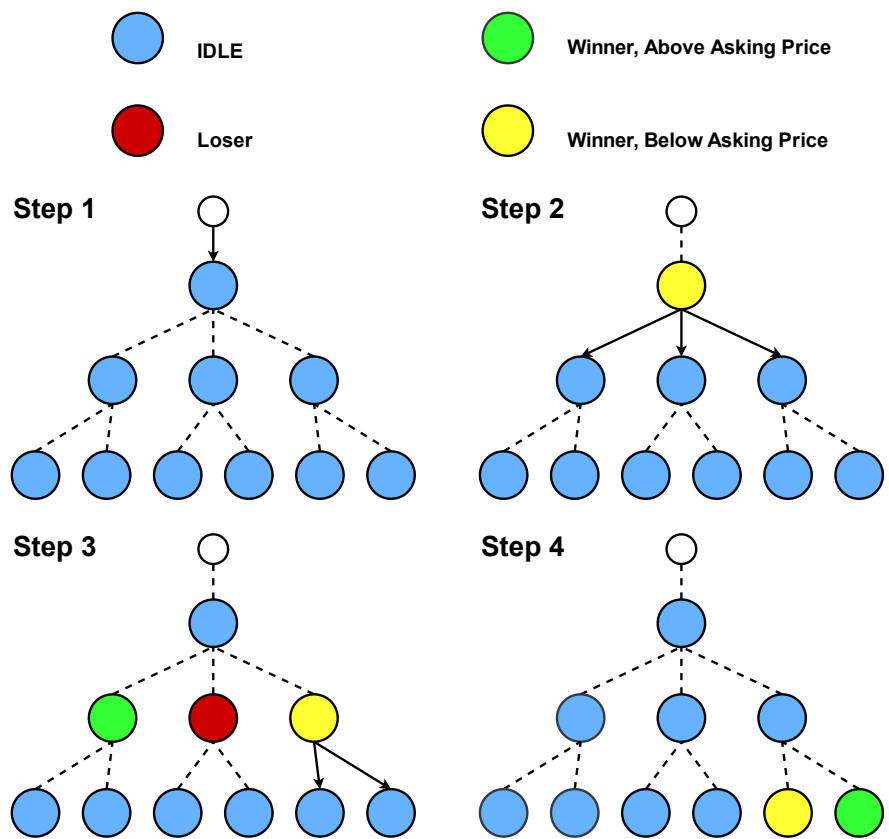 IDLE
Winner, Above Asking Price
Loser
Winner, Below Asking Price
Step 1
Step 2
Step 3
Step 4